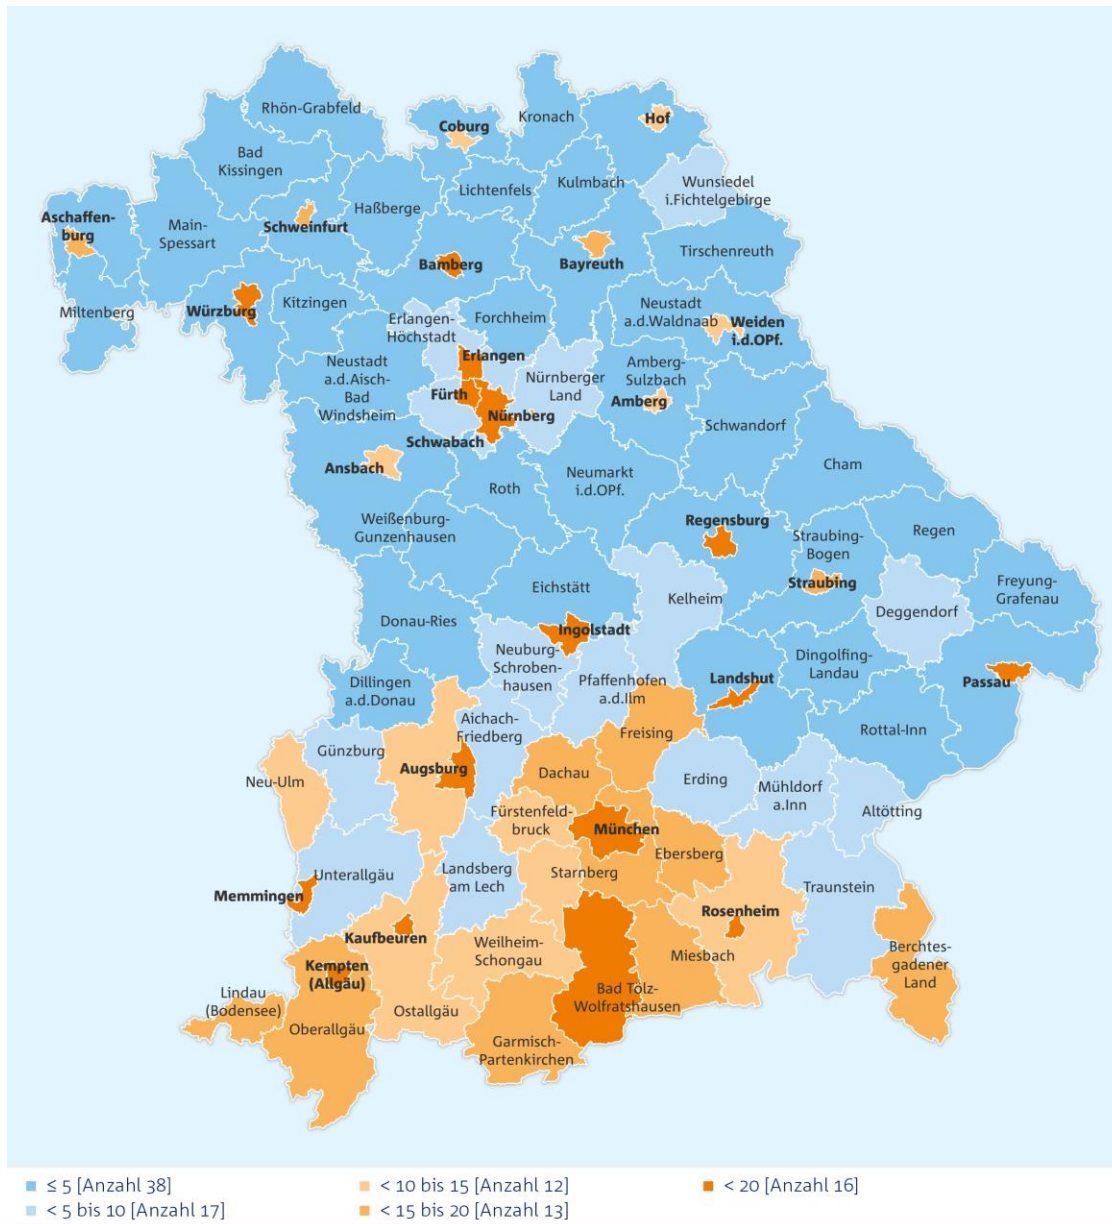 Rhön-Grabfeld
Coburg
Kronach
Hof
Bad
Kissingen
Lichtenfels
Kulmbach
Wunsiedel
i.Fichtelgebirge
Aschaffen-
burg
Main-
Spessart
Schweinfurt
Haßberge
Bamberg
Bayreuth
Tirschenreuth
Miltenberg
Würzburg
Kitzingen
Erlangen-
Höchstadt
Forchheim
Neustadt
a.d.Waldnaab
Weiden
i.d.OPf.
Neustadt
a.d.Aisch-
Bad
Windsheim
Erlangen
Fürth
Nürnberg
Nürnberger
Land
Amberg-
Sulzbach
Amberg
Schwabach
Schwandorf
Ansbach
Roth
Neumarkt
i.d.OPf.
Cham
Weißenburg-
Gunzenhausen
Regensburg
Straubing-
Bogen
Regen
Straubing
Eichstätt
Kelheim
Deggendorf
Freyung-
Grafenau
Donau-Ries
Ingolstadt
Neuburg-
Schroben-
hausen
Dillingen
a.d.Donau
Pfaffenhofen
a.d.Ilm
Landshut
Dingolfing-
Landau
Passau
Aichach-
Friedberg
Freising
Rottal-Inn
Günzburg
Neu-Ulm
Augsburg
Dachau
Erding
Mühldorf
a.Inn
Altötting
Fürstenfeld-
bruck
München
Ebersberg
Unterallgäu
Landsberg
am Lech
Starnberg
Traunstein
Memmingen
Kaufbeuren
Weilheim-
Schongau
Rosenheim
Miesbach
Berchtes-
gadener
Land
Kempten
(Allgäu)
Lindau
(Bodensee)
Oberallgäu
Ostallgäu
Bad Tölz-
Wolfratshausen
Garmisch-
Partenkirchen
≤ 5 [Anzahl 38]
< 5 bis 10 [Anzahl 17]
< 10 bis 15 [Anzahl 12]
< 15 bis 20 [Anzahl 13]
< 20 [Anzahl 16]